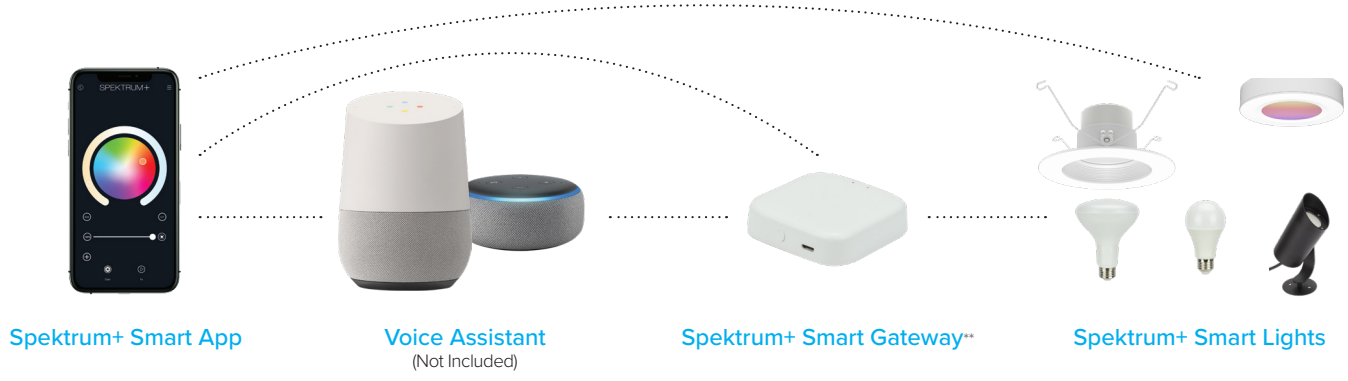 SPEKTRUM+
Spektrum+ Smart App
Voice Assistant
(Not Included)
Spektrum+ Smart Gateway**
Spektrum+ Smart Lights